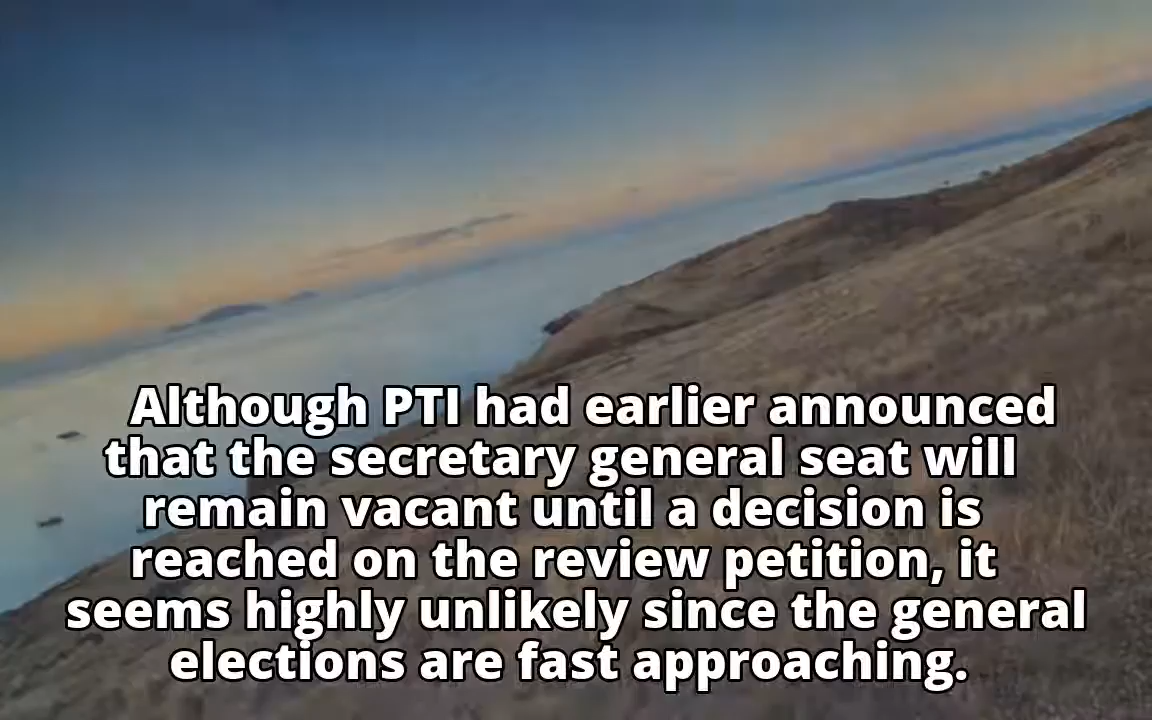 Although PTI had earlier announced
that the secretary general seat will
remain vacant until a decision is
reached on the review petition, it
seems highly unlikely since the general
elections are fast approaching.